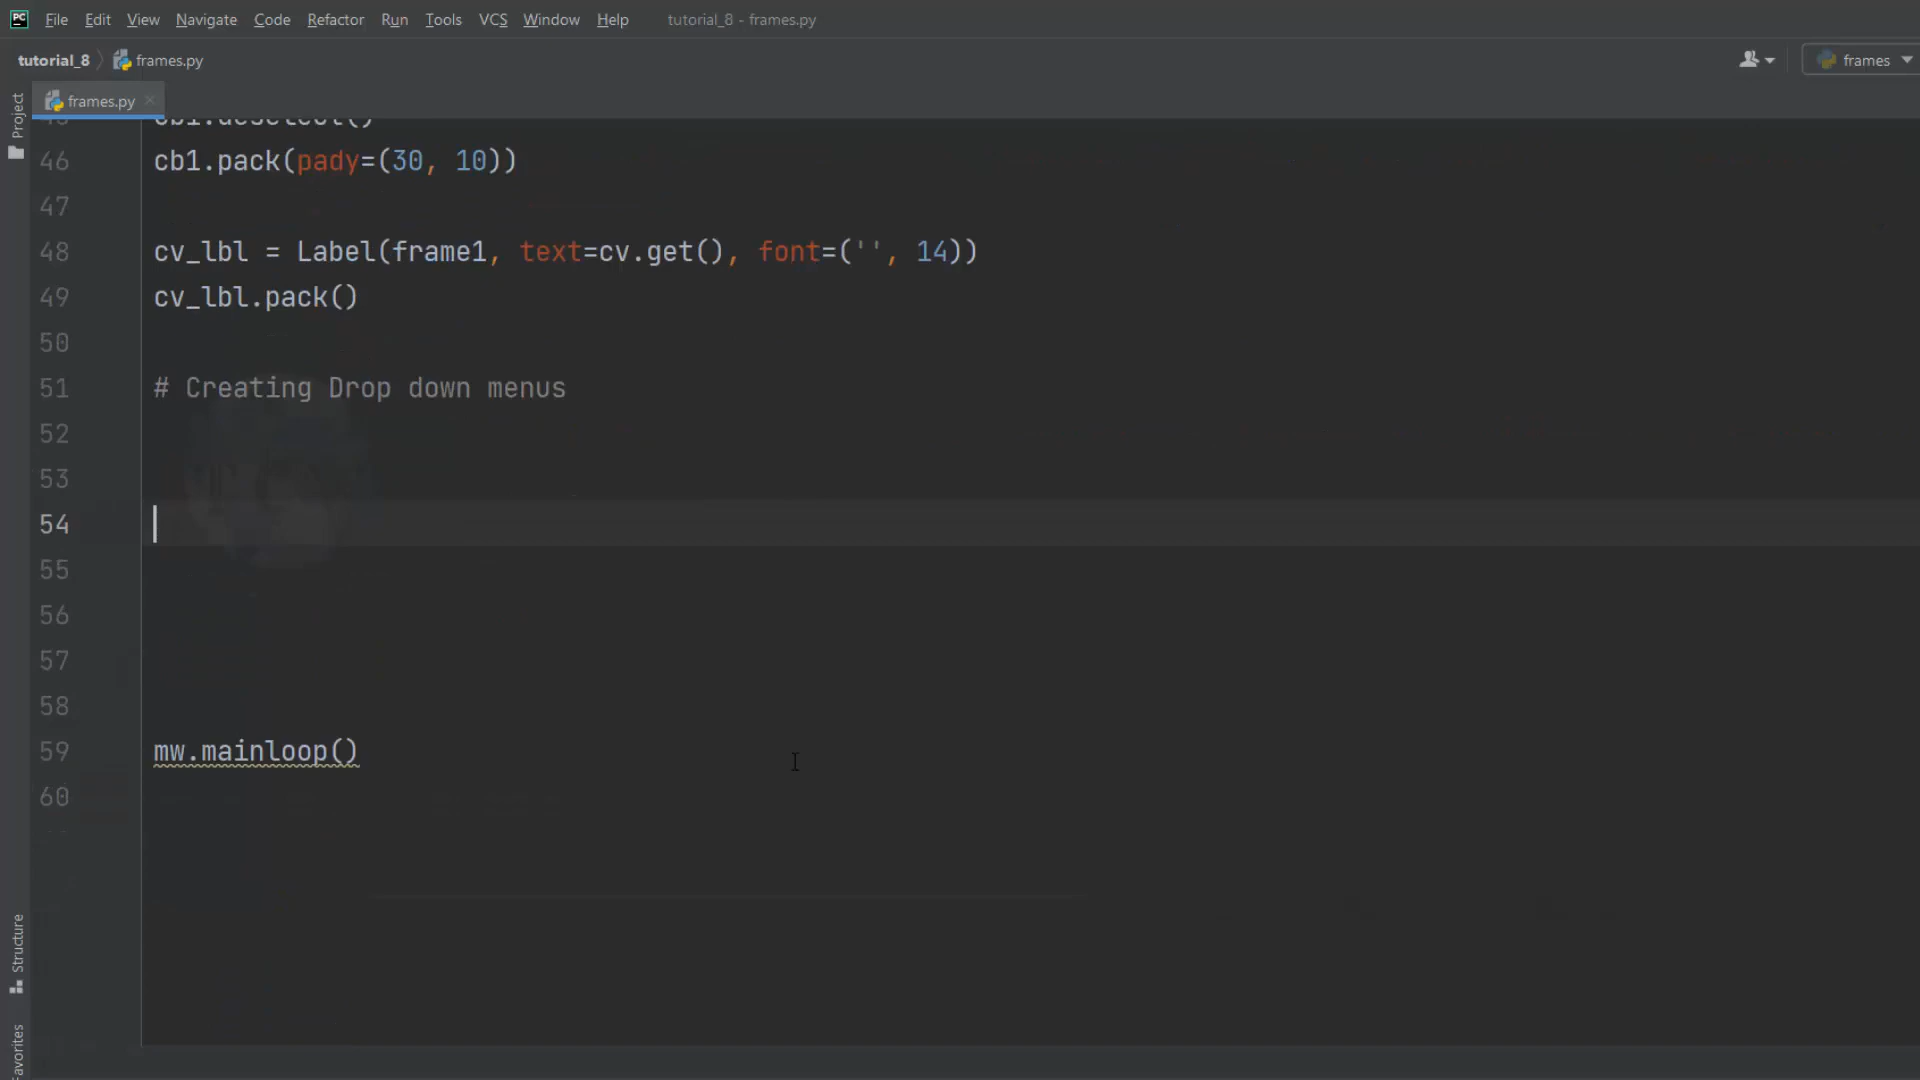 PC File Edit View Navigate Code Refactor Run Tools VCS Window Help tutorial_8 - frames.py
tutorial_8 frames.py frames
frames.py
Project
46 cb1.pack(pady=(30, 10))
47
48 cv_lbl = Label(frame1, text=cv.get(), font=('', 14))
49 cv_lbl.pack()
50
51 # Creating Drop down menus
52
53
54
55
56
57
58
59 mw.mainloop()
60
Structure
Favorites